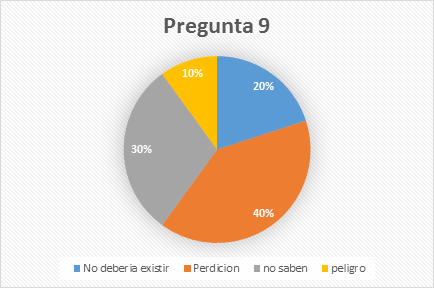 Pregunta 9
10%
20%
30%
40%
No deberia existir Perdicion no saben peligro